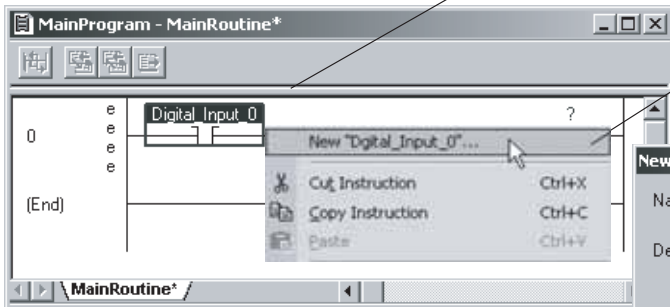 MainProgram - MainRoutine*
e
Digital_Input_0
?
0
e
e
e
New "Dgital_Input_0"...
New
Cut Instruction Ctrl+X
Na
(End)
Copy Instruction Ctrl+C
Paste Ctrl+V
De
MainRoutine*